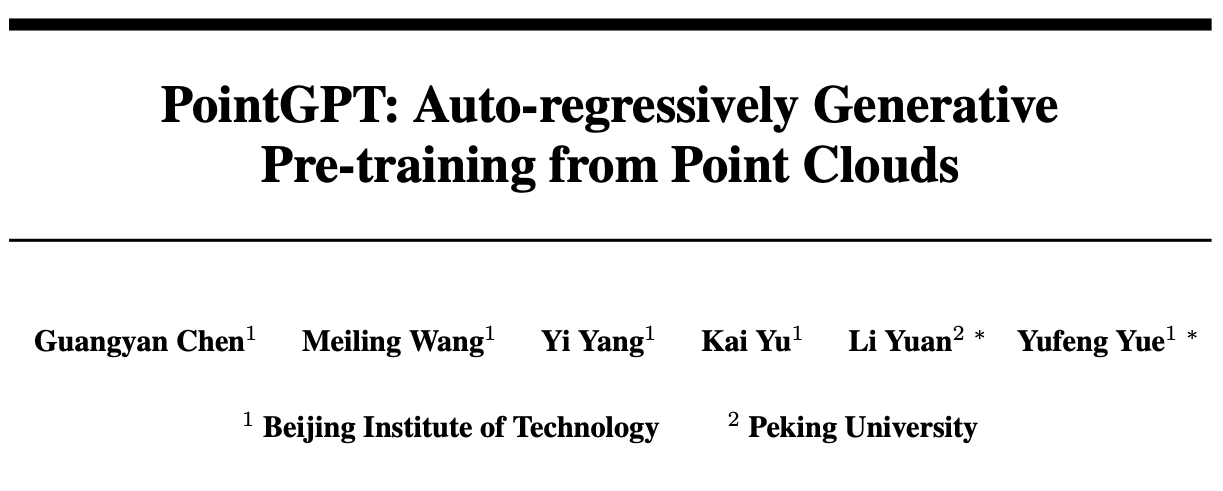 PointGPT: Auto-regressively Generative
Pre-training from Point Clouds
Guangyan Chen¹ Meiling Wang¹ Yi Yang¹ Kai Yu¹ Li Yuan² * Yufeng Yue¹ *
¹ Beijing Institute of Technology ² Peking University